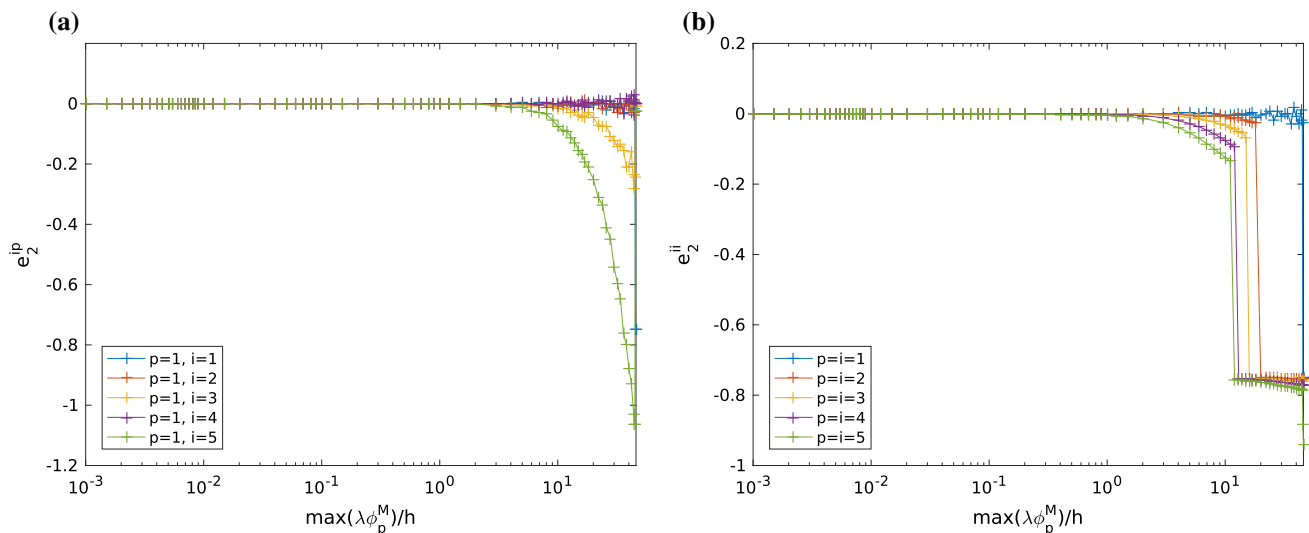 (a)
0
-0.2
-0.4
-0.6
-0.8
-1
-1.2
e₂ⁱᵖ
p=1, i=1
p=1, i=2
p=1, i=3
p=1, i=4
p=1, i=5
10⁻³ 10⁻² 10⁻¹ 10⁰ 10¹
max(λϕₚᴹ)/h
(b)
0.2
0
-0.2
-0.4
-0.6
-0.8
-1
e₂ⁱⁱ
p=i=1
p=i=2
p=i=3
p=i=4
p=i=5
10⁻³ 10⁻² 10⁻¹ 10⁰ 10¹
max(λϕₚᴹ)/h